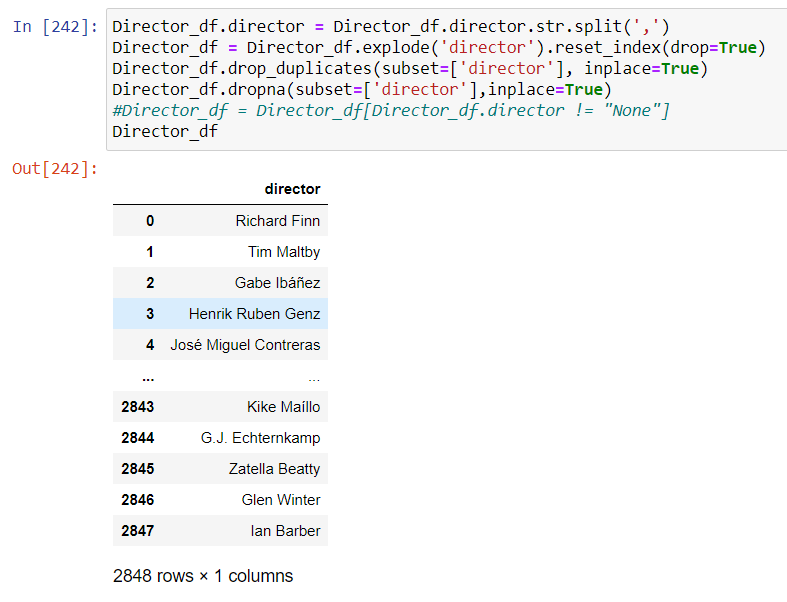 In [242]: Director_df.director = Director_df.director.str.split(',')
Director_df = Director_df.explode('director').reset_index(drop=True)
Director_df.drop_duplicates(subset=['director'], inplace=True)
Director_df.dropna(subset=['director'],inplace=True)
#Director_df = Director_df[Director_df.director != "None"]
Director_df
Out[242]:
director
0 Richard Finn
1 Tim Maltby
2 Gabe Ibáñez
3 Henrik Ruben Genz
4 José Miguel Contreras
... ...
2843 Kike Maíllo
2844 G.J. Echternkamp
2845 Zatella Beatty
2846 Glen Winter
2847 Ian Barber
2848 rows × 1 columns